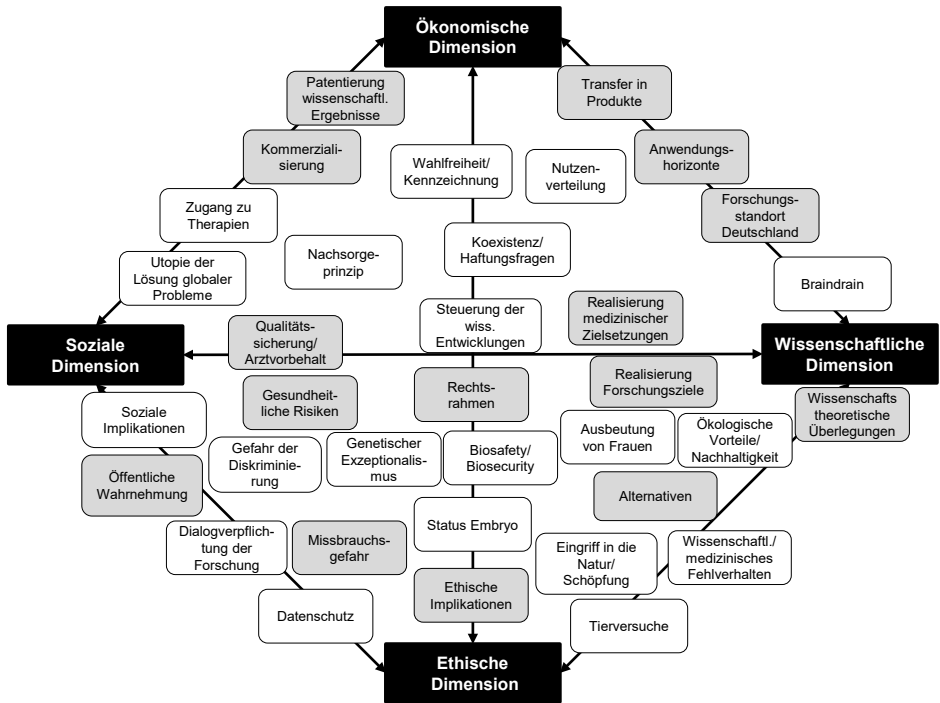 Ökonomische
Dimension
Patentierung
wissenschaftl.
Ergebnisse
Transfer in
Produkte
Kommerziali-
sierung
Wahlfreiheit/
Kennzeichnung
Nutzen-
verteilung
Anwendungs-
horizonte
Zugang zu
Therapien
Forschungs-
standort
Deutschland
Nachsorge-
prinzip
Koexistenz/
Haftungsfragen
Utopie der
Lösung globaler
Probleme
Braindrain
Steuerung der
wiss.
Entwicklungen
Realisierung
medizinischer
Zielsetzungen
Soziale
Dimension
Qualitäts-
sicherung/
Arztvorbehalt
Wissenschaftliche
Dimension
Gesundheit-
liche Risiken
Rechts-
rahmen
Realisierung
Forschungsziele
Wissenschafts
theoretische
Überlegungen
Soziale
Implikationen
Gefahr der
Diskriminie-
rung
Genetischer
Exzeptionalis-
mus
Biosafety/
Biosecurity
Ausbeutung
von Frauen
Ökologische
Vorteile/
Nachhaltigkeit
Öffentliche
Wahrnehmung
Alternativen
Dialogverpflich-
tung der
Forschung
Missbrauchs-
gefahr
Status Embryo
Eingriff in die
Natur/
Schöpfung
Wissenschaftl./
medizinisches
Fehlverhalten
Datenschutz
Ethische
Implikationen
Tierversuche
Ethische
Dimension